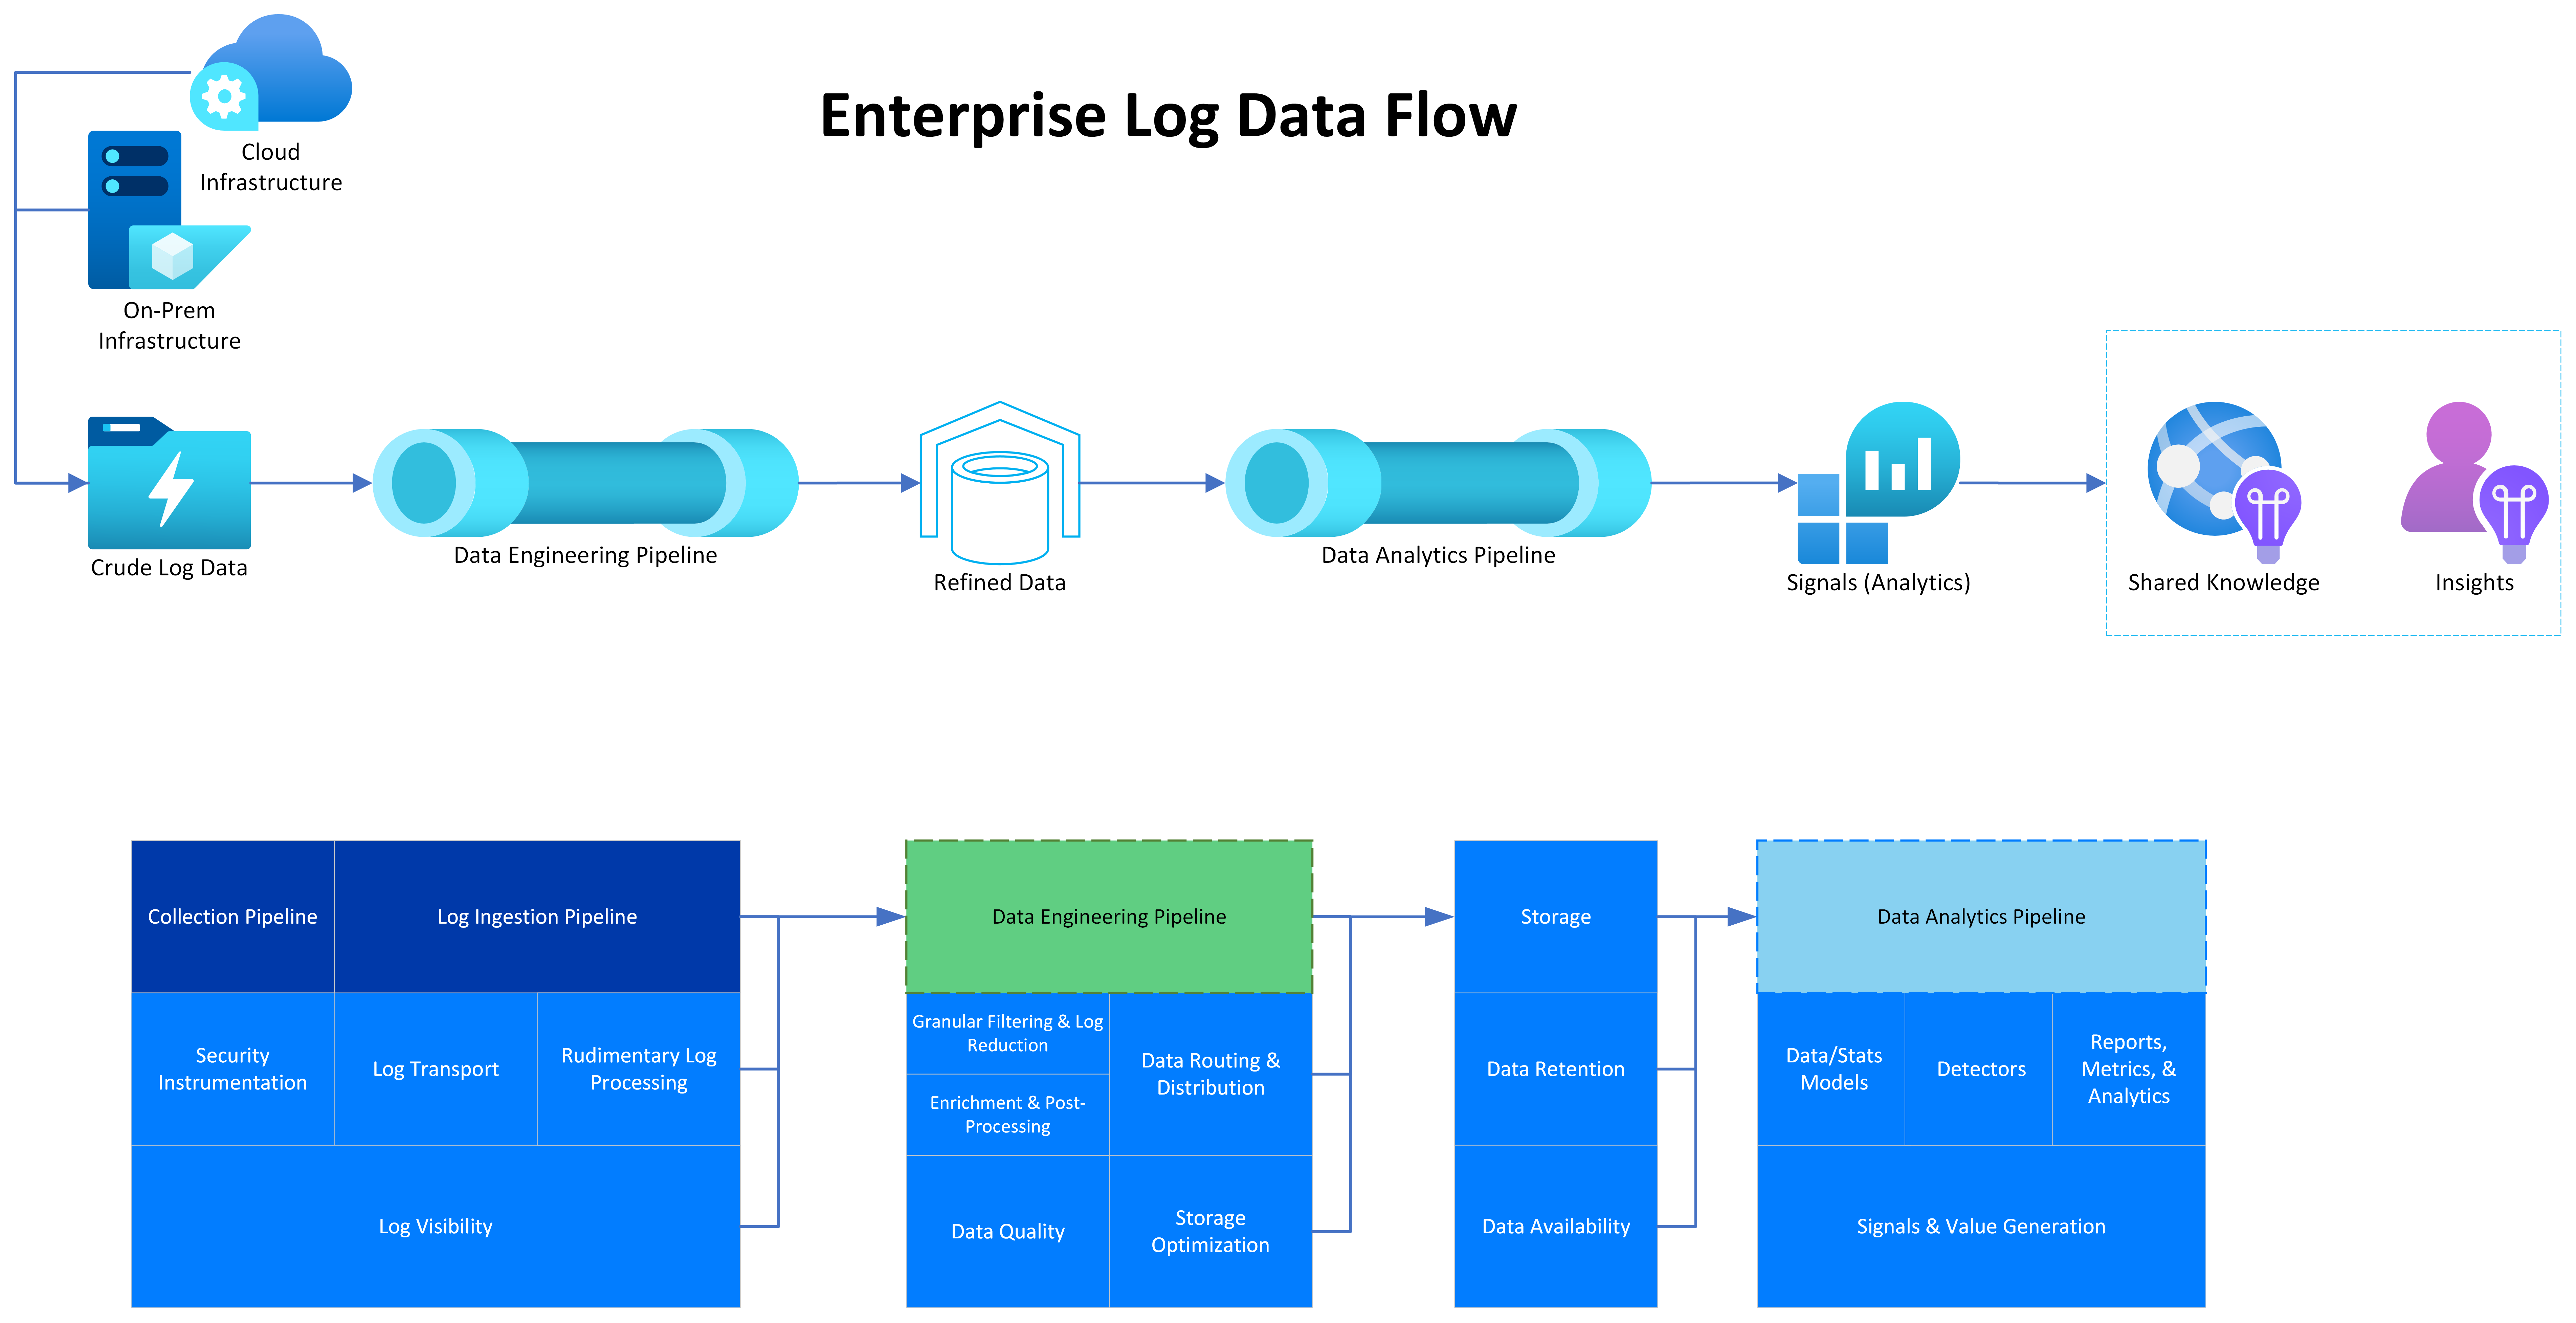 Enterprise Log Data Flow
Cloud
Infrastructure
On-Prem
Infrastructure
Crude Log Data
Data Engineering Pipeline
Refined Data
Data Analytics Pipeline
Signals (Analytics)
Shared Knowledge
Insights
Collection Pipeline
Log Ingestion Pipeline
Security
Instrumentation
Log Transport
Rudimentary Log
Processing
Log Visibility
Data Engineering Pipeline
Granular Filtering & Log
Reduction
Enrichment & Post-
Processing
Data Routing &
Distribution
Data Quality
Storage
Optimization
Storage
Data Retention
Data Availability
Data Analytics Pipeline
Data/Stats
Models
Detectors
Reports,
Metrics, &
Analytics
Signals & Value Generation